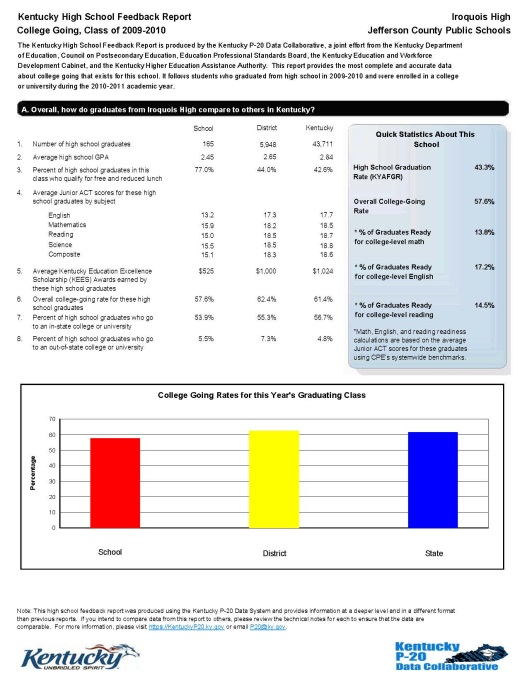 Kentucky High School Feedback Report
Iroquois High
College Going, Class of 2009-2010
Jefferson County Public Schools
The Kentucky High School Feedback Report is produced by the Kentucky P-20 Data Collaborative, a joint effort from the Kentucky Department
of Education, Council on Postsecondary Education, Education Professional Standards Board, the Kentucky Education and Workforce
Development Cabinet, and the Kentucky Higher Education Assistance Authority. This report provides the most complete and accurate data
about college going that exists for this school. It follows students who graduated from high school in 2009-2010 and were enrolled in a college
or university during the 2010-2011 academic year.
A. Overall, how do graduates from Iroquois High compare to others in Kentucky?
School District Kentucky
1. Number of high school graduates 165 5,948 43,711
2. Average high school GPA 2.45 2.65 2.84
3. Percent of high school graduates in this 77.0% 44.0% 42.6%
class who qualify for free and reduced lunch
4. Average Junior ACT scores for these high
school graduates by subject
English 13.2 17.3 17.7
Mathematics 15.9 18.2 18.5
Reading 15.0 18.5 18.7
Science 15.5 18.5 18.8
Composite 15.1 18.3 18.6
5. Average Kentucky Education Excellence $525 $1,000 $1,024
Scholarship (KEES) Awards earned by
these high school graduates
6. Overall college-going rate for these high 57.6% 62.4% 61.4%
school graduates
7. Percent of high school graduates who go 53.9% 55.3% 56.7%
to an in-state college or university
8. Percent of high school graduates who go 5.5% 7.3% 4.8%
to an out-of-state college or university
Quick Statistics About This
School
High School Graduation 43.3%
Rate (KYAFGR)
Overall College-Going 57.6%
Rate
* % of Graduates Ready 13.8%
for college-level math
* % of Graduates Ready 17.2%
for college-level English
* % of Graduates Ready 14.5%
for college-level reading
*Math, English, and reading readiness
calculations are based on the average
Junior ACT scores for these graduates
using CPE's systemwide benchmarks.
College Going Rates for this Year's Graduating Class
Percentage
70
60
50
40
30
20
10
0
School District State
Note: This high school feedback report was produced using the Kentucky P-20 Data System and provides information at a deeper level and in a different format
than previous reports. If you intend to compare data from this report to others, please review the technical notes for each to ensure that the data are
comparable. For more information, please visit https://KentuckyP20.ky.gov or email P20@ky.gov.
Kentucky
UNBRIDLED SPIRIT
Kentucky
P-20
Data Collaborative